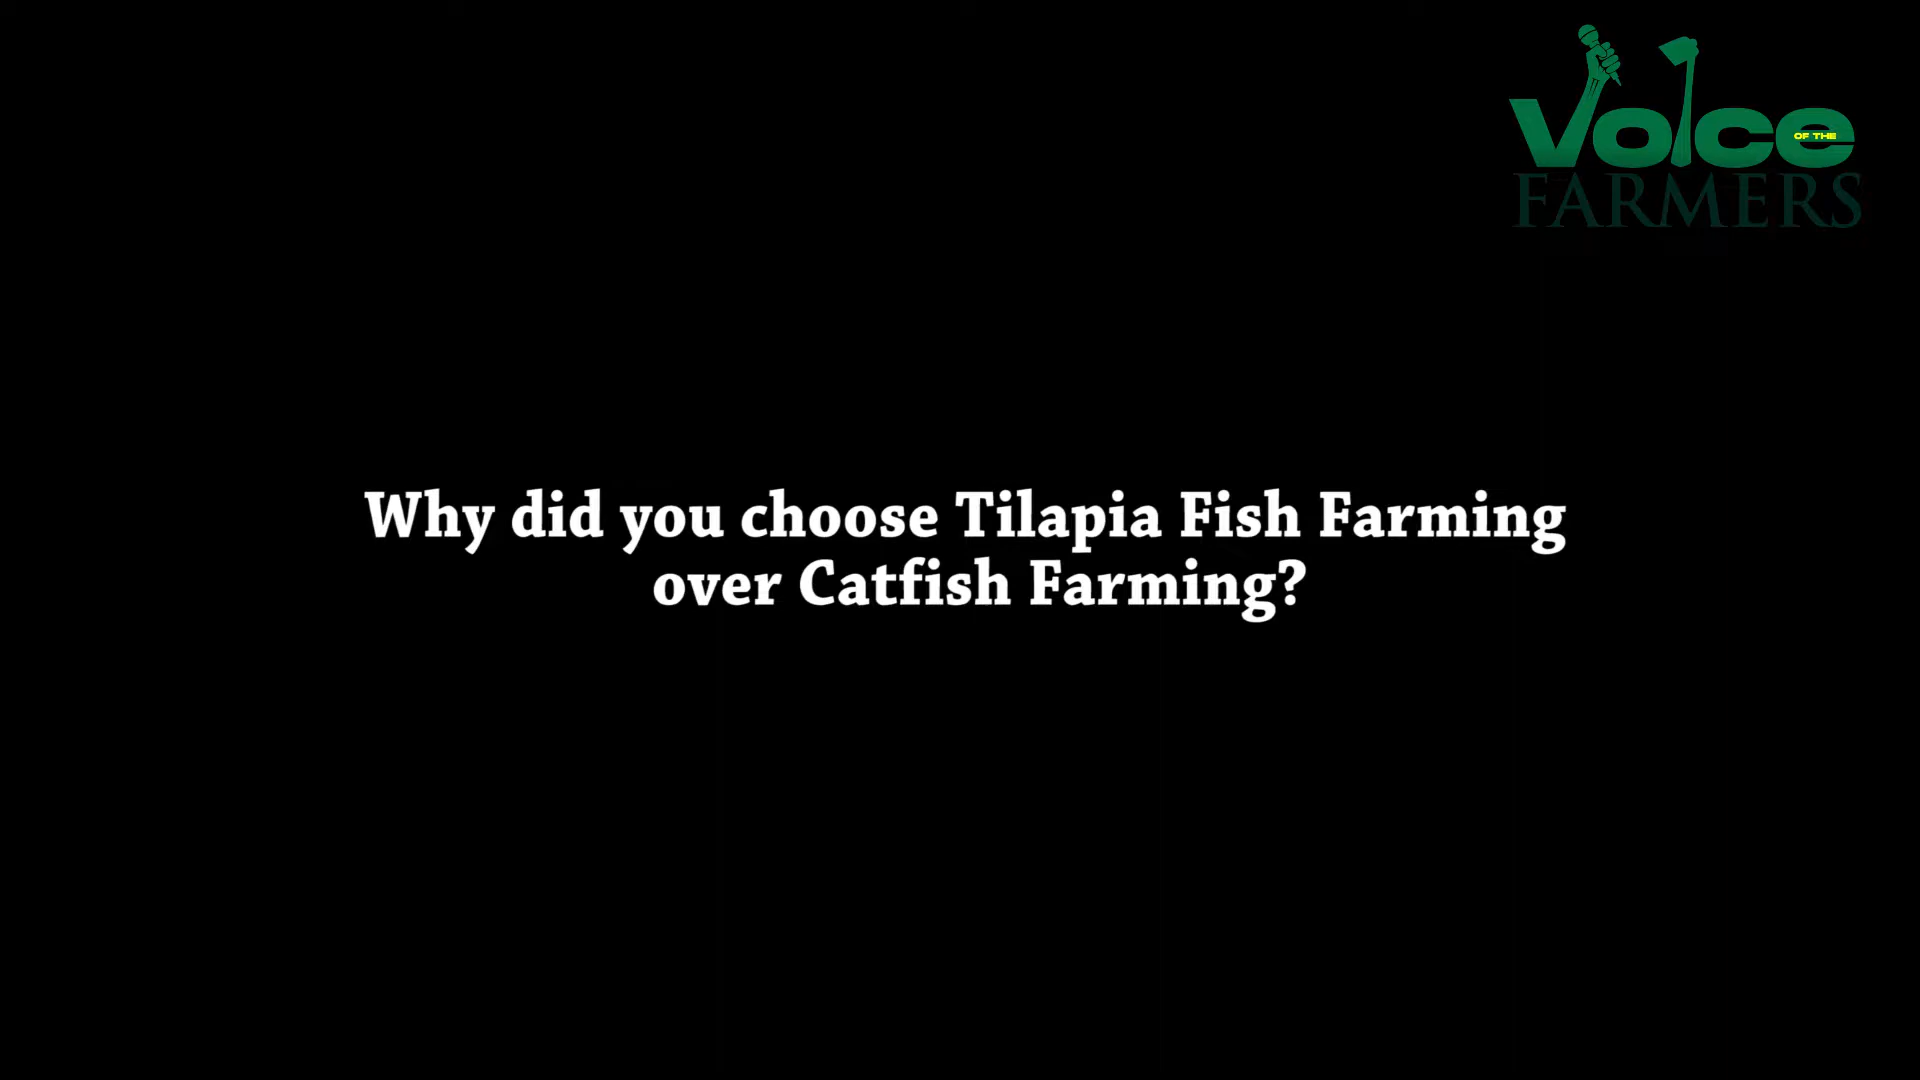 Voice
OF THE
FARMERS
Why did you choose Tilapia Fish Farming
over Catfish Farming?